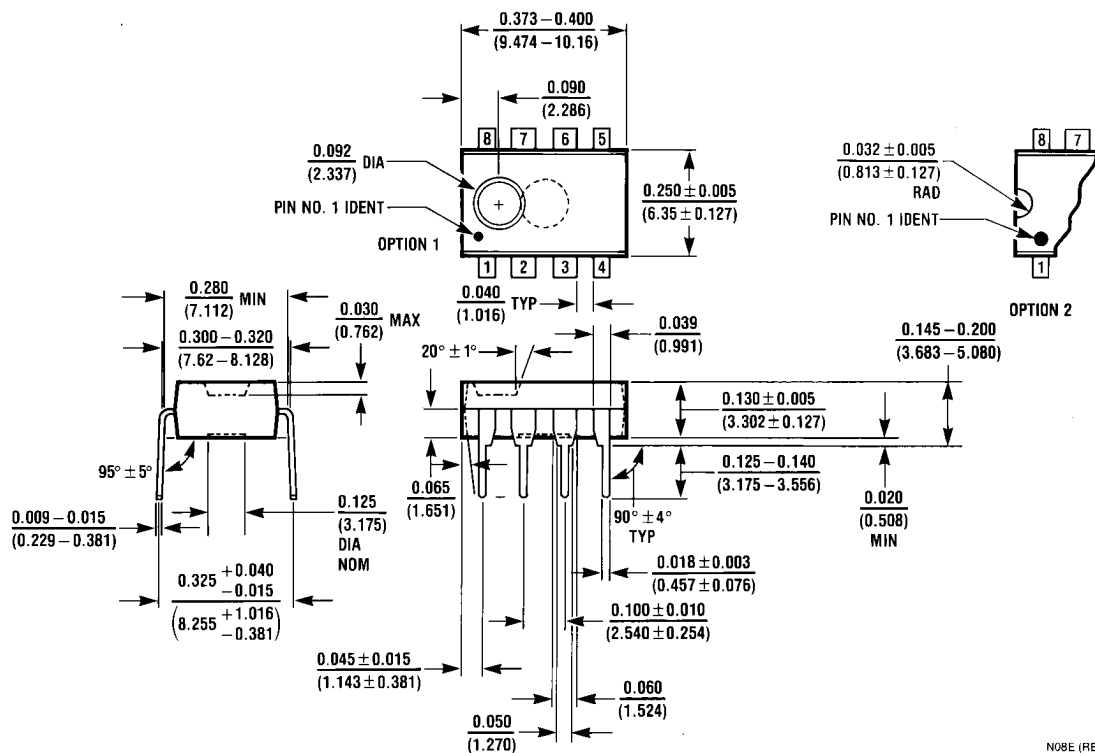 0.373 – 0.400
(9.474 – 10.16)
0.090
(2.286)
8 7 6 5
0.092 DIA
(2.337)
PIN NO. 1 IDENT
OPTION 1
+
0.250 ± 0.005
(6.35 ± 0.127)
1 2 3 4
0.032 ± 0.005
(0.813 ± 0.127)
RAD
PIN NO. 1 IDENT
8 7
1
OPTION 2
0.280 MIN
(7.112)
0.300 – 0.320
(7.62 – 8.128)
0.030 MAX
(0.762)
0.040 TYP
(1.016)
20° ± 1°
0.039
(0.991)
0.145 – 0.200
(3.683 – 5.080)
0.130 ± 0.005
(3.302 ± 0.127)
0.125 – 0.140
(3.175 – 3.556)
0.020
(0.508)
MIN
95° ± 5°
0.009 – 0.015
(0.229 – 0.381)
0.125
(3.175)
DIA
NOM
0.065
(1.651)
90° ± 4°
TYP
0.018 ± 0.003
(0.457 ± 0.076)
0.325 +0.040 –0.015
(8.255 +1.016 –0.381)
0.100 ± 0.010
(2.540 ± 0.254)
0.045 ± 0.015
(1.143 ± 0.381)
0.060
(1.524)
0.050
(1.270)
N08E (RE